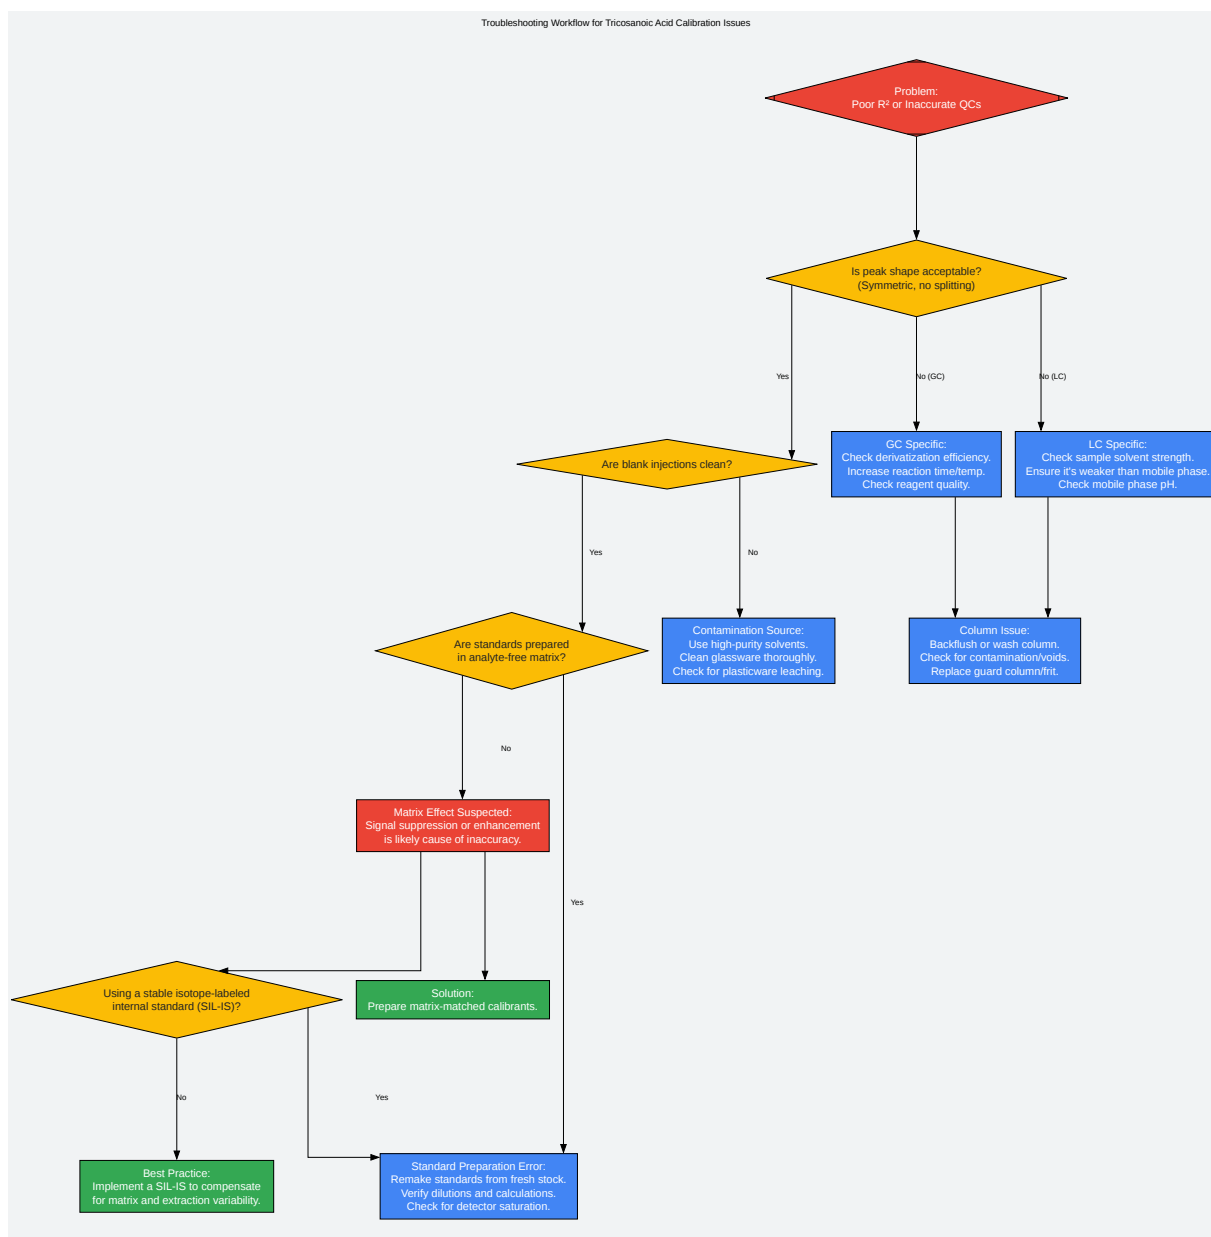 Troubleshooting Workflow for Tricosanoic Acid Calibration Issues
Problem:
Poor R² or Inaccurate QCs
Is peak shape acceptable?
(Symmetric, no splitting)
Yes
No (GC)
No (LC)
GC Specific:
Check derivatization efficiency.
Increase reaction time/temp.
Check reagent quality.
LC Specific:
Check sample solvent strength.
Ensure it's weaker than mobile phase.
Check mobile phase pH.
Are blank injections clean?
Yes
No
Contamination Source:
Use high-purity solvents.
Clean glassware thoroughly.
Check for plasticware leaching.
Column Issue:
Backflush or wash column.
Check for contamination/voids.
Replace guard column/frit.
Are standards prepared
in analyte-free matrix?
No
Yes
Matrix Effect Suspected:
Signal suppression or enhancement
is likely cause of inaccuracy.
Using a stable isotope-labeled
internal standard (SIL-IS)?
Solution:
Prepare matrix-matched calibrants.
No
Yes
Best Practice:
Implement a SIL-IS to compensate
for matrix and extraction variability.
Standard Preparation Error:
Remake standards from fresh stock.
Verify dilutions and calculations.
Check for detector saturation.